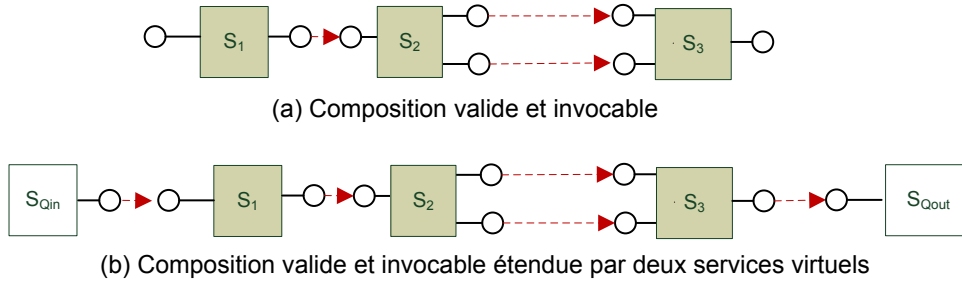 S1 S2 S3
(a) Composition valide et invocable
SQin S1 S2 S3 SQout
(b) Composition valide et invocable étendue par deux services virtuels